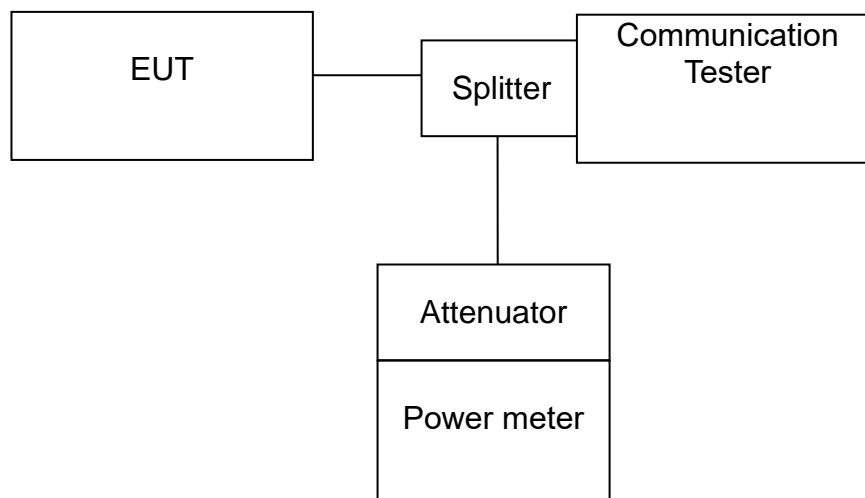 EUT
Splitter
Communication
Tester
Attenuator
Power meter